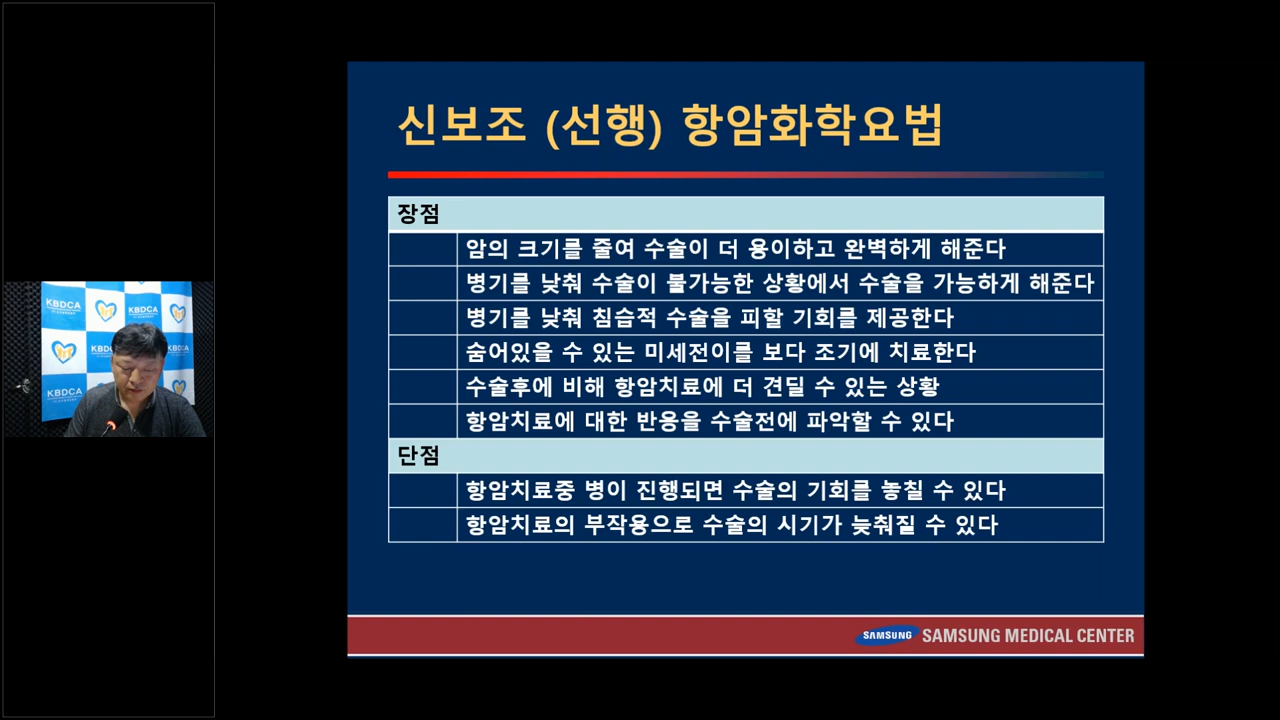 신보조 (선행) 항암화학요법
장점
암의 크기를 줄여 수술이 더 용이하고 완벽하게 해준다
병기를 낮춰 수술이 불가능한 상황에서 수술을 가능하게 해준다
병기를 낮춰 침습적 수술을 피할 기회를 제공한다
숨어있을 수 있는 미세전이를 보다 조기에 치료한다
수술후에 비해 항암치료에 더 견딜 수 있는 상황
항암치료에 대한 반응을 수술전에 파악할 수 있다
단점
항암치료중 병이 진행되면 수술의 기회를 놓칠 수 있다
항암치료의 부작용으로 수술의 시기가 늦춰질 수 있다
SAMSUNG SAMSUNG MEDICAL CENTER
KBDCA
KBDCA
KBDCA